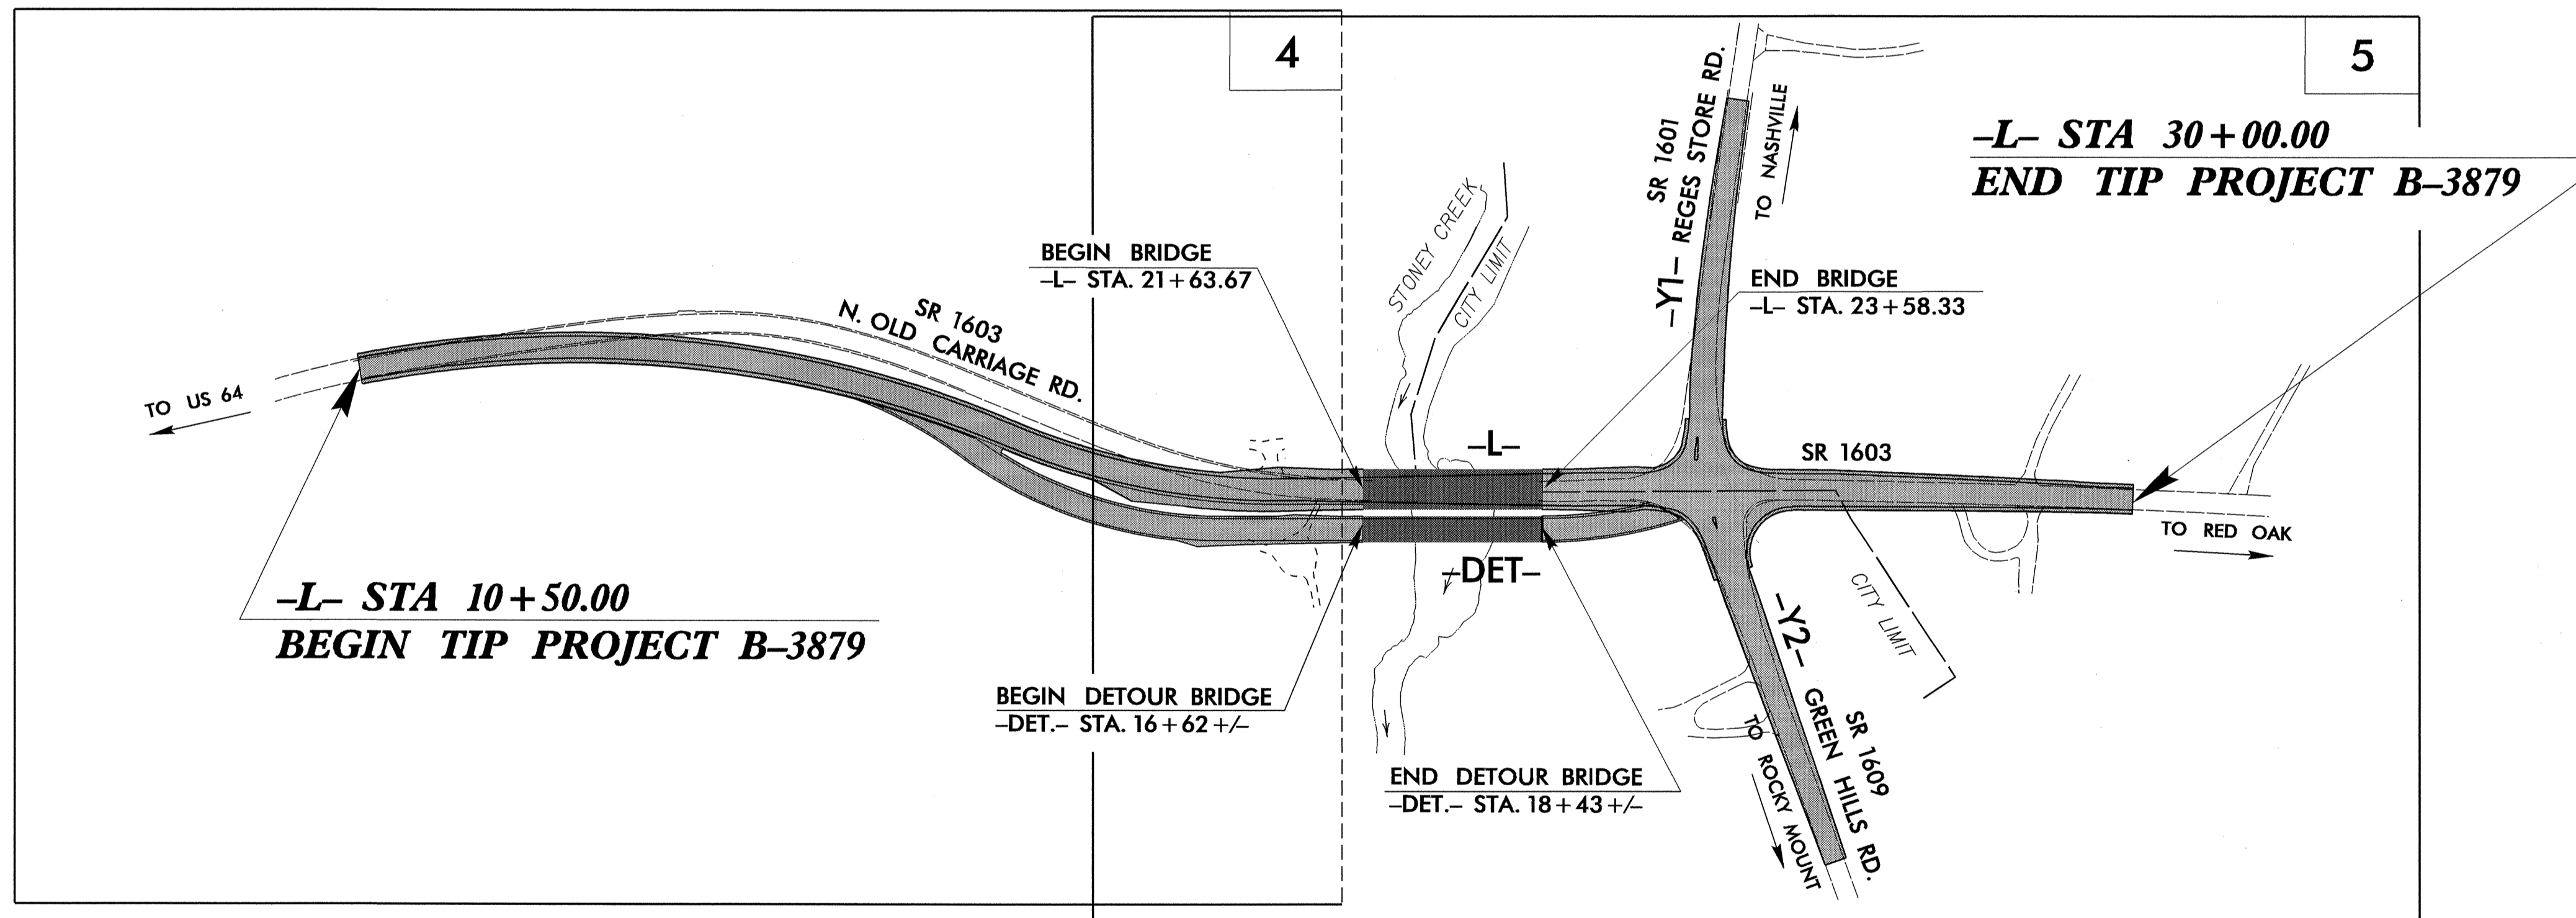 4
5
-L- STA 30+00.00
END TIP PROJECT B-3879
SR 1601
-Y1- REGES STORE RD.
TO NASHVILLE
STONEY CREEK
CITY LIMIT
BEGIN BRIDGE
-L- STA. 21+63.67
END BRIDGE
-L- STA. 23+58.33
SR 1603
N. OLD CARRIAGE RD.
TO US 64
-L-
SR 1603
TO RED OAK
-DET-
-L- STA 10+50.00
BEGIN TIP PROJECT B-3879
CITY LIMIT
-Y2-
SR 1609
GREEN HILLS RD.
TO ROCKY MOUNT
BEGIN DETOUR BRIDGE
-DET.- STA. 16+62 +/-
END DETOUR BRIDGE
-DET.- STA. 18+43 +/-